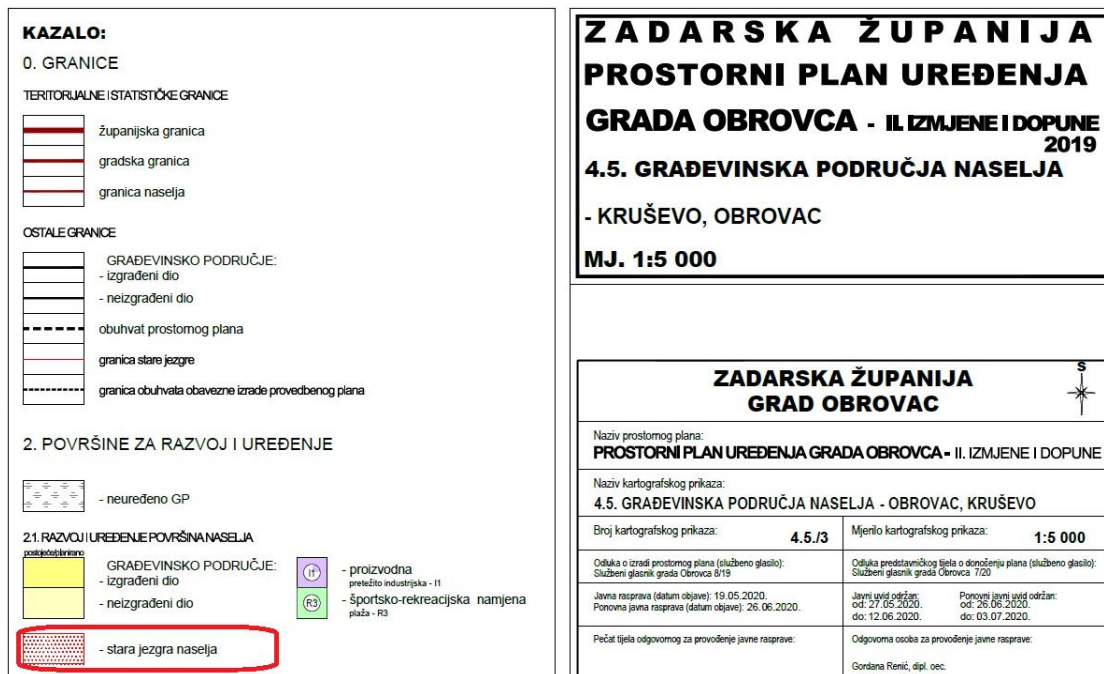 KAZALO:
0. GRANICE
TERITORIJALNE I STATISTIČKE GRANICE
županijska granica
gradska granica
granica naselja
OSTALE GRANICE
GRAĐEVINSKO PODRUČJE:
- izgrađeni dio
- neizgrađeni dio
obuhvat prostornog plana
granica stare jezgre
granica obuhvata obavezne izrade provedbenog plana
2. POVRŠINE ZA RAZVOJ I UREĐENJE
- neuređeno GP
2.1. RAZVOJ I UREĐENJE POVRŠINA NASELJA
postojeće/planirano
GRAĐEVINSKO PODRUČJE:
- izgrađeni dio
- neizgrađeni dio
- stara jezgra naselja
I1
- proizvodna
pretežito industrijska - I1
R3
- športsko-rekreacijska namjena
plaža - R3
ZADARSKA ŽUPANIJA
PROSTORNI PLAN UREĐENJA
GRADA OBROVCA - II. IZMJENE I DOPUNE
2019
4.5. GRAĐEVINSKA PODRUČJA NASELJA
- KRUŠEVO, OBROVAC
MJ. 1:5 000
ZADARSKA ŽUPANIJA
GRAD OBROVAC
S
Naziv prostornog plana:
PROSTORNI PLAN UREĐENJA GRADA OBROVCA - II. IZMJENE I DOPUNE
Naziv kartografskog prikaza:
4.5. GRAĐEVINSKA PODRUČJA NASELJA - OBROVAC, KRUŠEVO
Broj kartografskog prikaza: 4.5./3
Mjerilo kartografskog prikaza: 1:5 000
Odluka o izradi prostornog plana (službeno glasilo):
Službeni glasnik grada Obrovca 8/19
Odluka predstavničkog tijela o donošenju plana (službeno glasilo):
Službeni glasnik grada Obrovca 7/20
Javna rasprava (datum objave): 19.05.2020.
Ponovna javna rasprava (datum objave): 26.06.2020.
Javni uvid održan:
od: 27.05.2020.
do: 12.06.2020.
Ponovni javni uvid održan:
od: 26.06.2020.
do: 03.07.2020.
Pečat tijela odgovornog za provođenje javne rasprave:
Odgovorna osoba za provođenje javne rasprave:
Gordana Renić, dipl. oec.